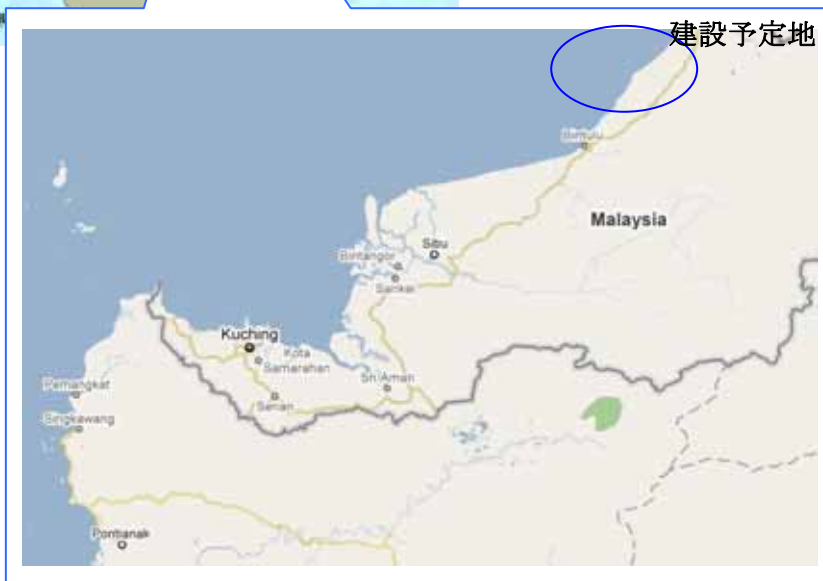 建設予定地
Bintulu
Malaysia
Sibu
Bintangor
Sarikei
Kuching
Kota
Samarahan
Sri Aman
Pemangkat
Serian
Singkawang
Pontianak